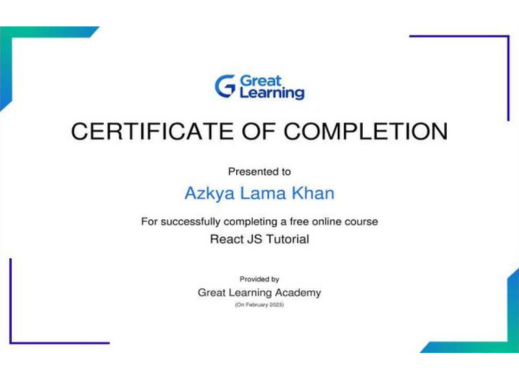 Great
Learning
CERTIFICATE OF COMPLETION
Presented to
Azkya Lama Khan
For successfully completing a free online course
React JS Tutorial
Provided by
Great Learning Academy
(On February 2023)